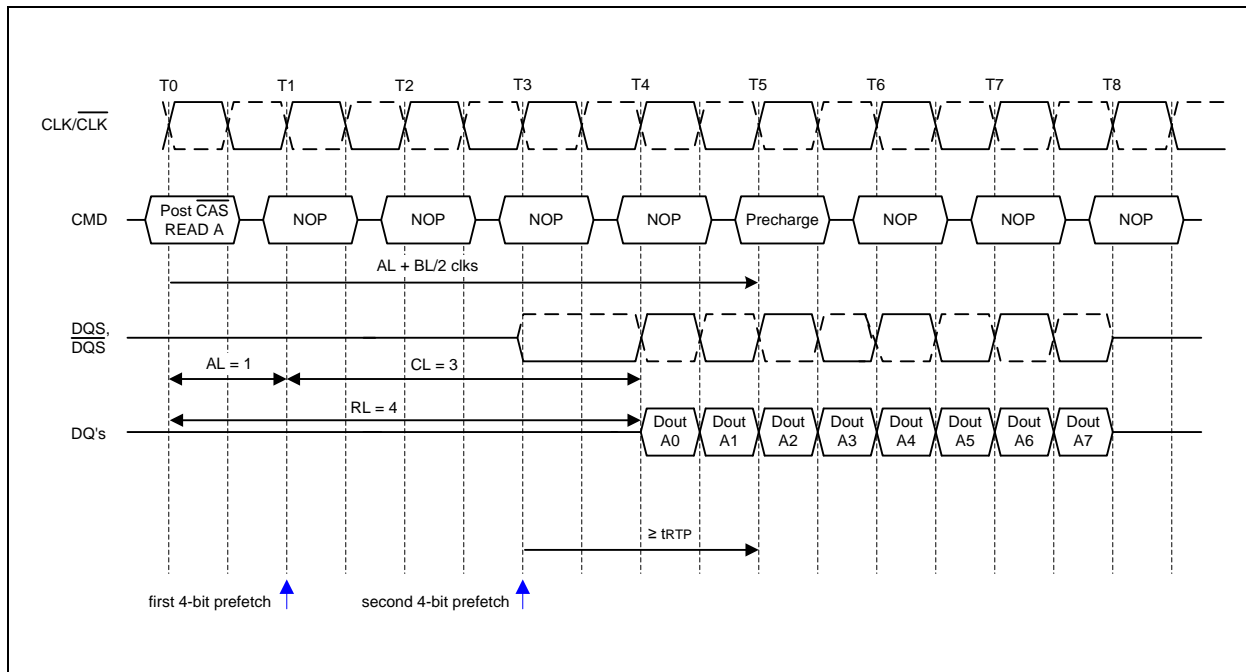 T0 T1 T2 T3 T4 T5 T6 T7 T8
CLK/CLK
CMD
Post CAS
READ A
NOP NOP NOP NOP Precharge NOP NOP NOP
AL + BL/2 clks
DQS,
DQS
AL = 1
CL = 3
RL = 4
DQ's
Dout Dout Dout Dout Dout Dout Dout Dout
A0 A1 A2 A3 A4 A5 A6 A7
≥ tRTP
first 4-bit prefetch
second 4-bit prefetch